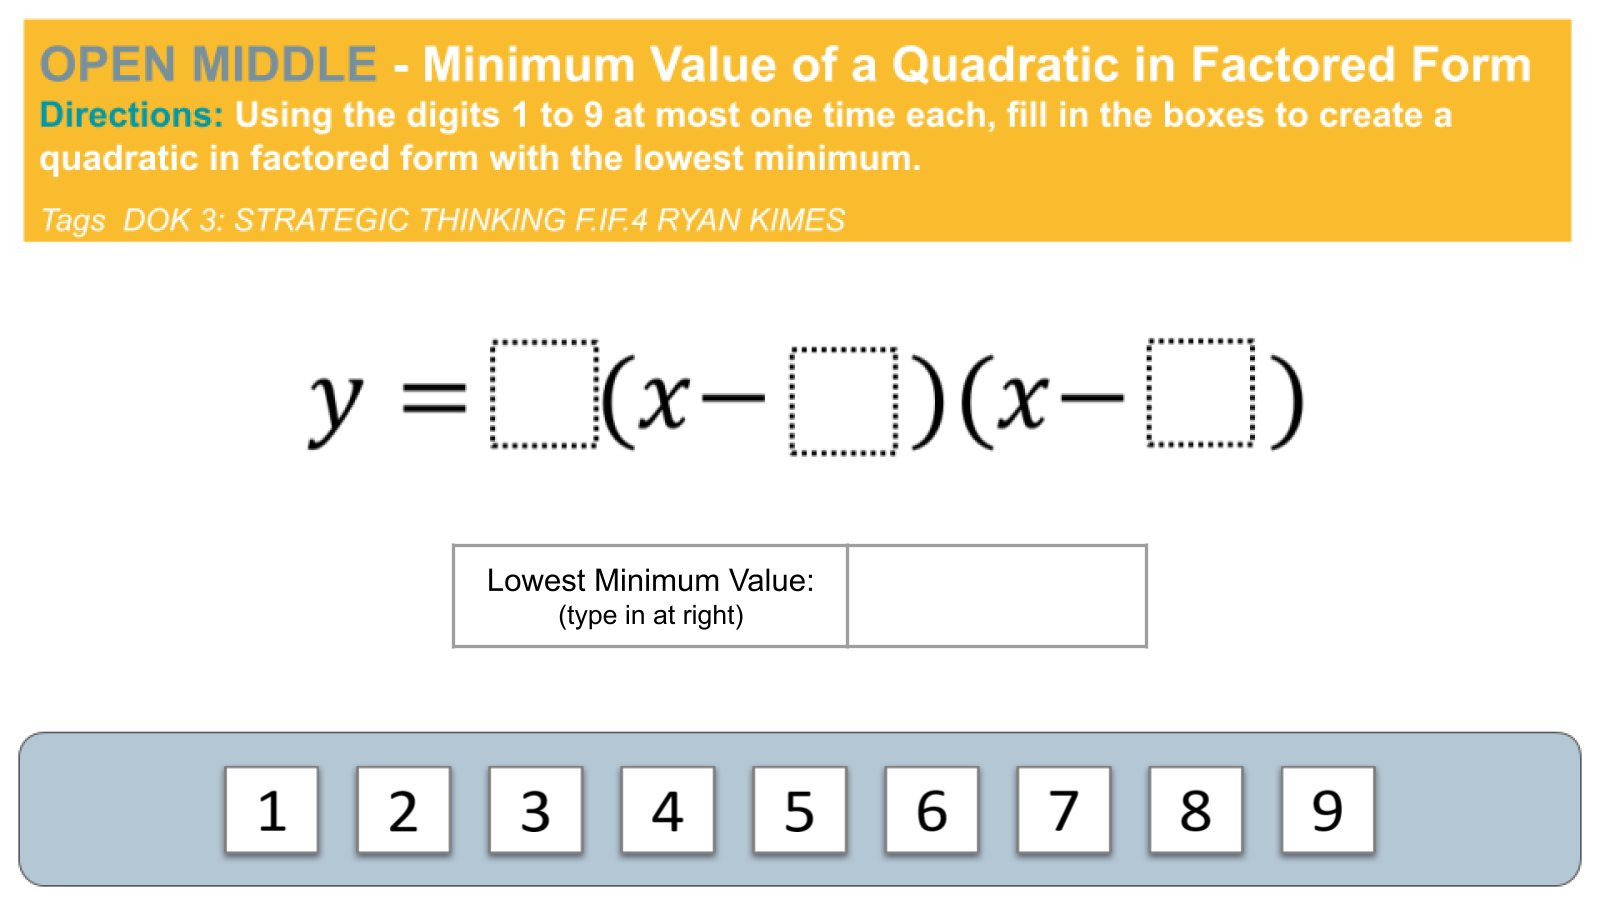 OPEN MIDDLE - Minimum Value of a Quadratic in Factored Form
Directions: Using the digits 1 to 9 at most one time each, fill in the boxes to create a
quadratic in factored form with the lowest minimum.
Tags DOK 3: STRATEGIC THINKING F.IF.4 RYAN KIMES
y = □(x−□)(x−□)
Lowest Minimum Value:
(type in at right)
1 2 3 4 5 6 7 8 9